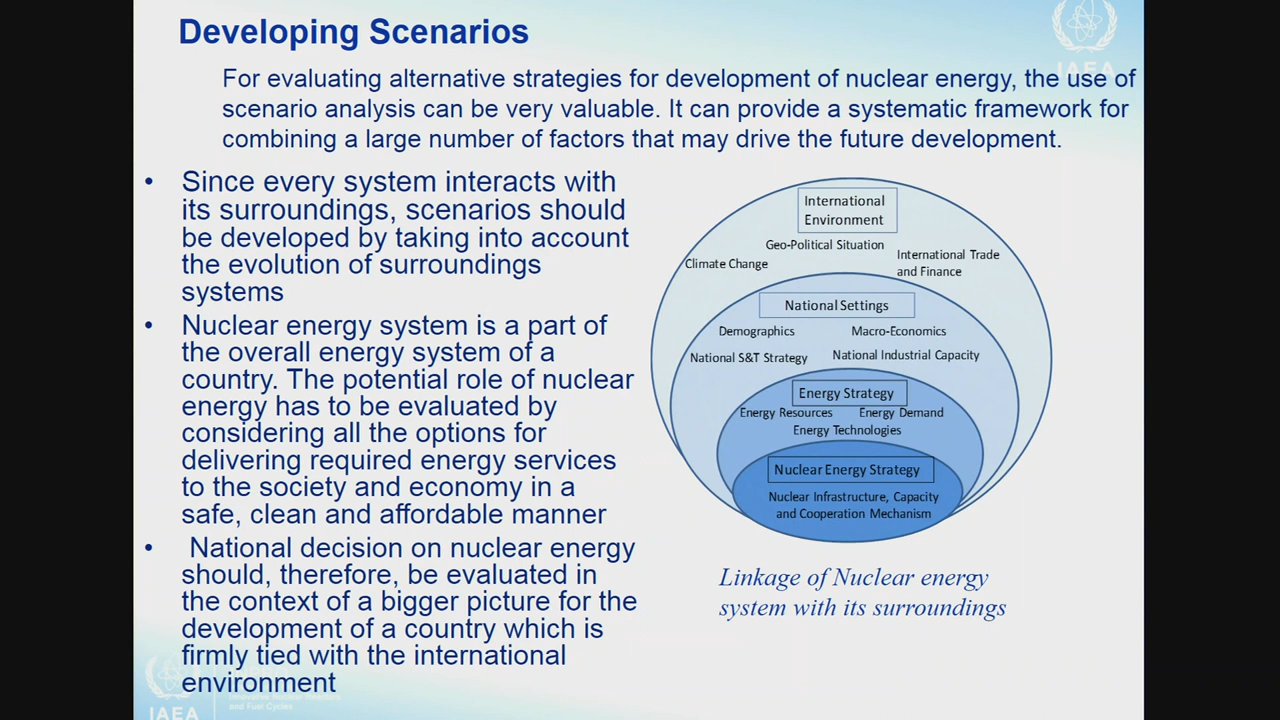 Developing Scenarios
IAEA
For evaluating alternative strategies for development of nuclear energy, the use of
scenario analysis can be very valuable. It can provide a systematic framework for
combining a large number of factors that may drive the future development.
• Since every system interacts with
its surroundings, scenarios should
be developed by taking into account
the evolution of surroundings
systems
• Nuclear energy system is a part of
the overall energy system of a
country. The potential role of nuclear
energy has to be evaluated by
considering all the options for
delivering required energy services
to the society and economy in a
safe, clean and affordable manner
• National decision on nuclear energy
should, therefore, be evaluated in
the context of a bigger picture for the
development of a country which is
firmly tied with the international
environment
International
Environment
Geo-Political Situation
Climate Change
International Trade
and Finance
National Settings
Demographics
Macro-Economics
National S&T Strategy
National Industrial Capacity
Energy Strategy
Energy Resources
Energy Demand
Energy Technologies
Nuclear Energy Strategy
Nuclear Infrastructure, Capacity
and Cooperation Mechanism
Linkage of Nuclear energy
system with its surroundings
and Fuel Cycles
IAEA